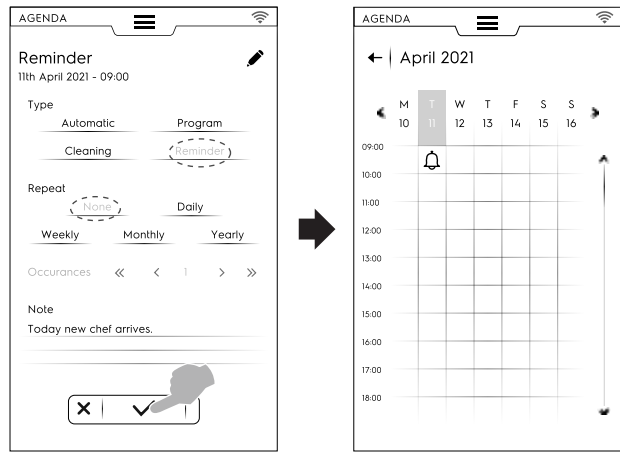 AGENDA
Reminder
11th April 2021 - 09:00
Type
Automatic Program
Cleaning Reminder
Repeat
None Daily
Weekly Monthly Yearly
Occurances « < 1 > »
Note
Today new chef arrives.
AGENDA
April 2021
M T W T F S S
10 11 12 13 14 15 16
09:00
10:00
11:00
12:00
13:00
14:00
15:00
16:00
17:00
18:00